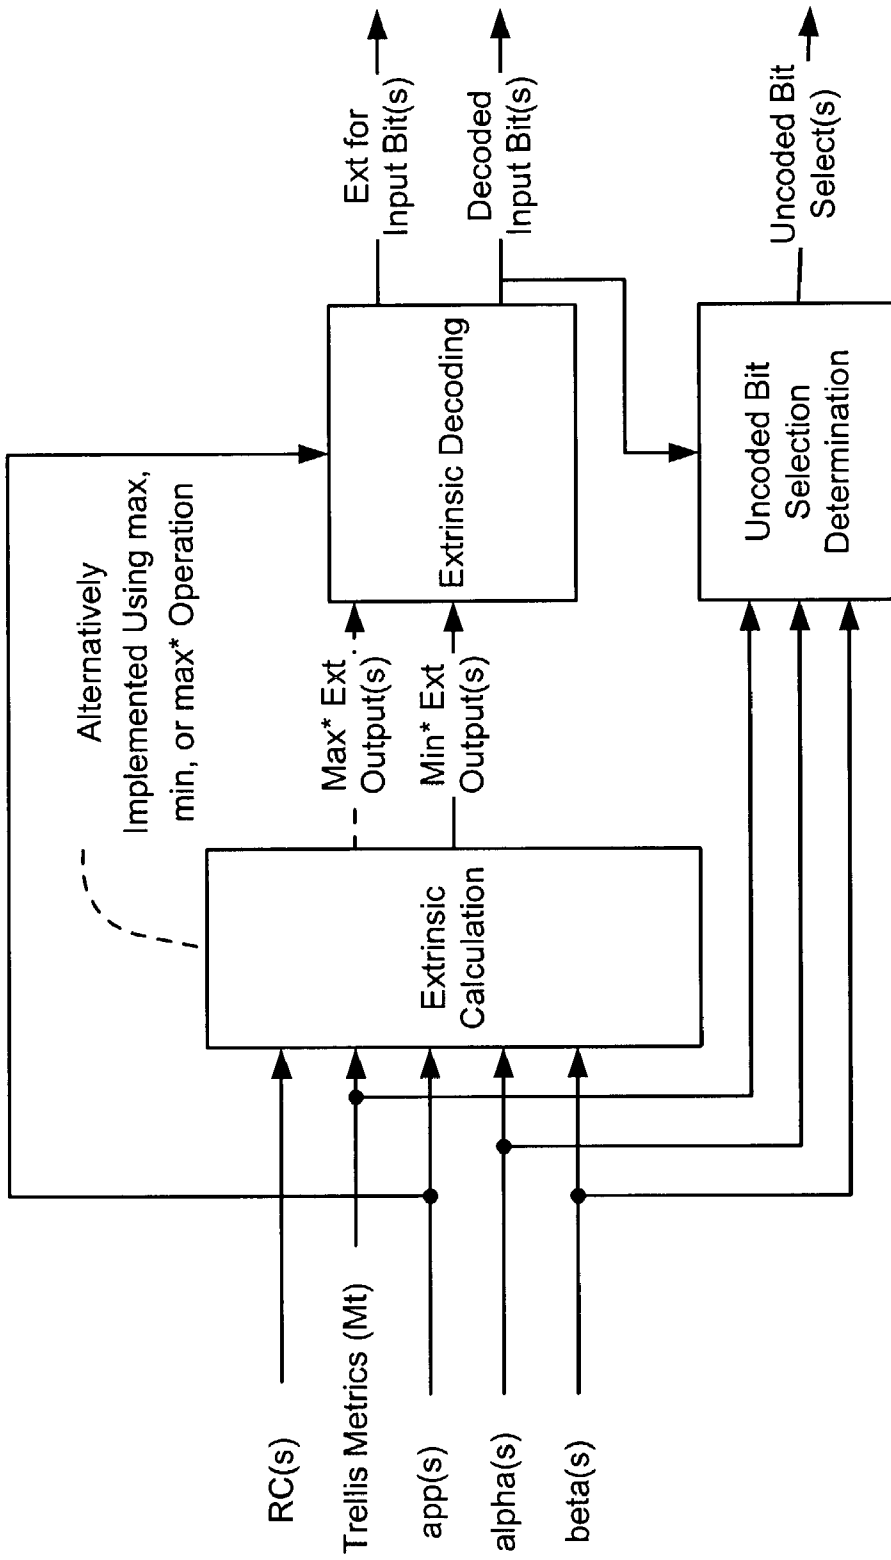 RC(s)
Trellis Metrics (Mt)
app(s)
alpha(s)
beta(s)
Alternatively
Implemented Using max,
min, or max* Operation
Extrinsic
Calculation
Max* Ext
Output(s)
Min* Ext
Output(s)
Extrinsic Decoding
Ext for
Input Bit(s)
Decoded
Input Bit(s)
Uncoded Bit
Selection
Determination
Uncoded Bit
Select(s)